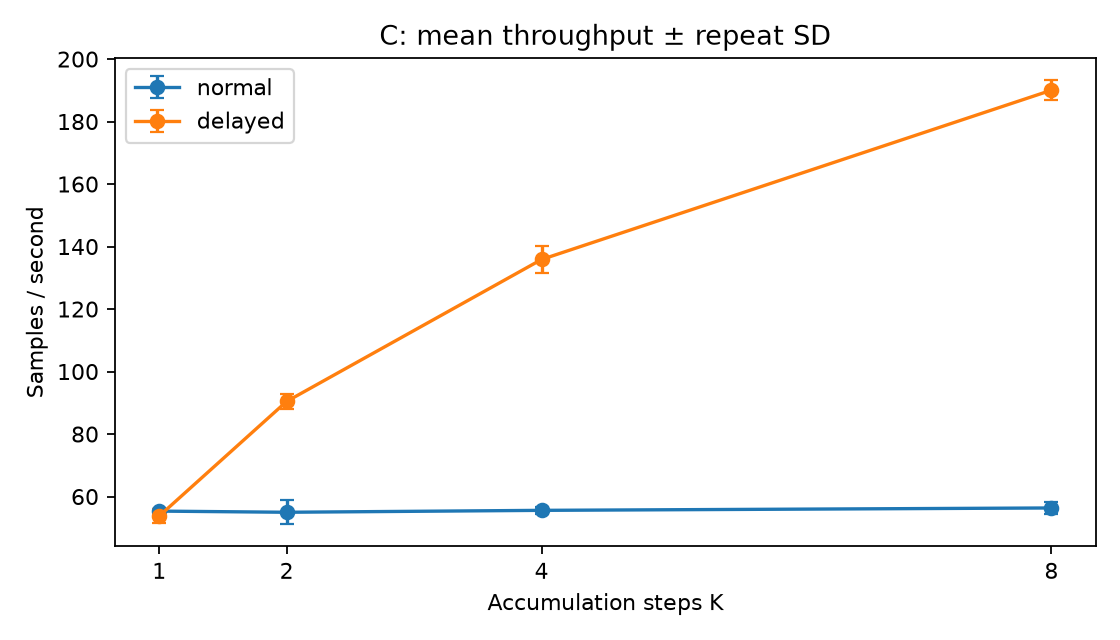 C: mean throughput ± repeat SD
normal
delayed
Samples / second
200
180
160
140
120
100
80
60
1 2 4 8
Accumulation steps K